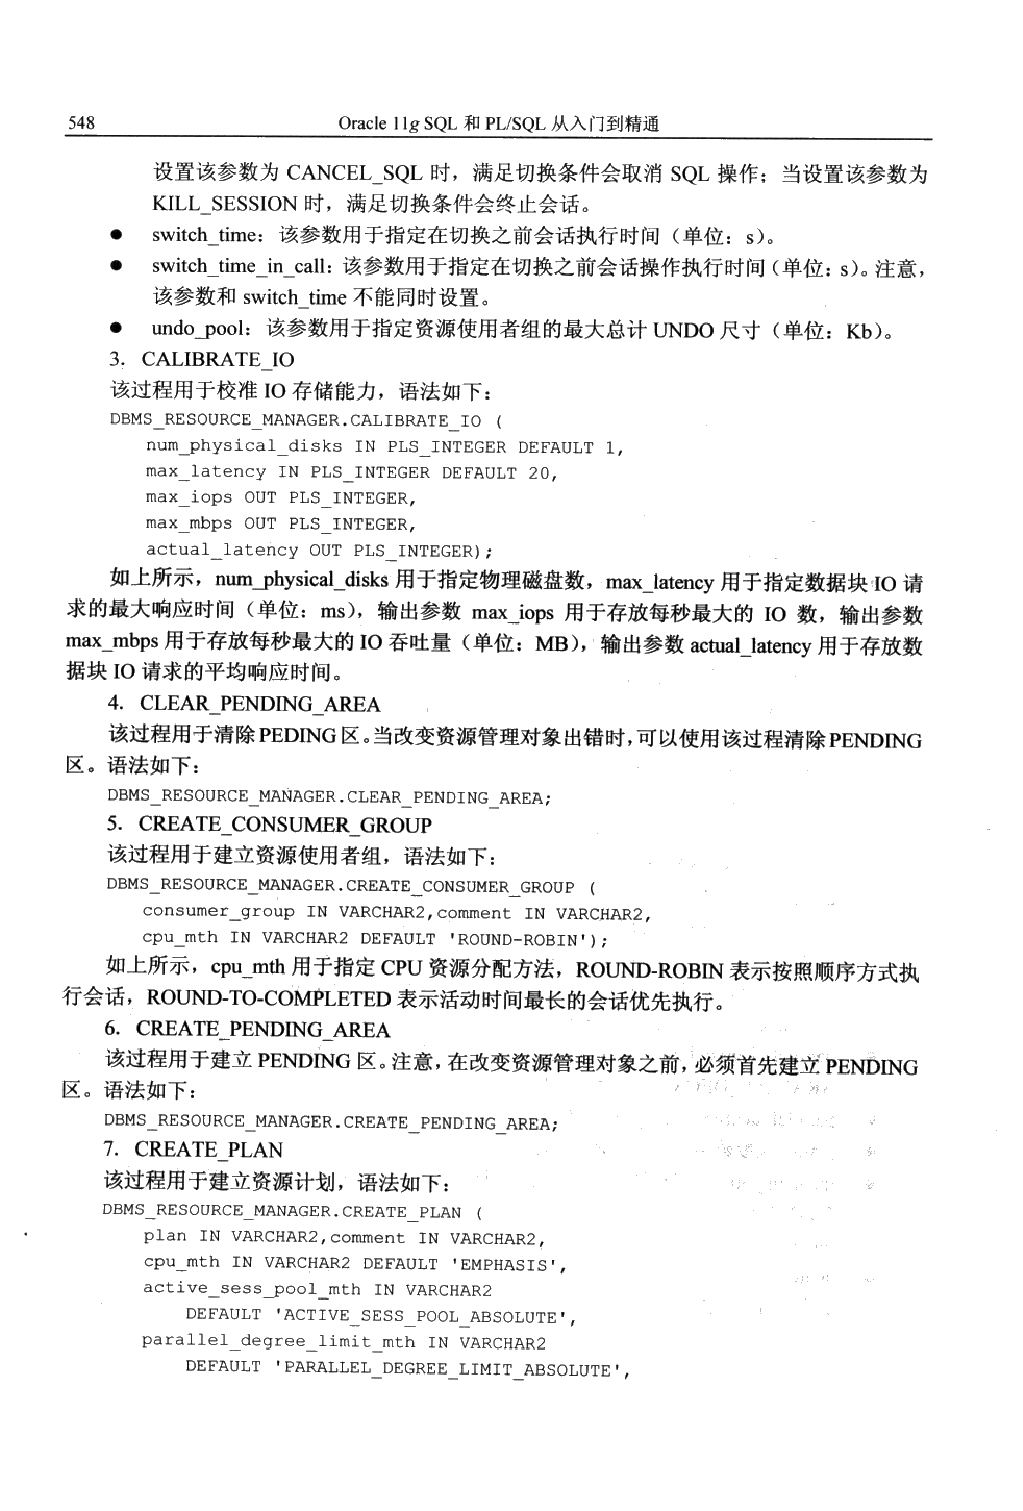 548 Oracle 11g SQL 和 PL/SQL 从入门到精通
设置该参数为 CANCEL_SQL 时，满足切换条件会取消 SQL 操作；当设置该参数为
KILL_SESSION 时，满足切换条件会终止会话。
● switch_time：该参数用于指定在切换之前会话执行时间（单位：s）。
● switch_time_in_call：该参数用于指定在切换之前会话操作执行时间（单位：s）。注意，
该参数和 switch_time 不能同时设置。
● undo_pool：该参数用于指定资源使用者组的最大总计 UNDO 尺寸（单位：Kb）。
3．CALIBRATE_IO
该过程用于校准 IO 存储能力，语法如下：
DBMS_RESOURCE_MANAGER.CALIBRATE_IO (
num_physical_disks IN PLS_INTEGER DEFAULT 1,
max_latency IN PLS_INTEGER DEFAULT 20,
max_iops OUT PLS_INTEGER,
max_mbps OUT PLS_INTEGER,
actual_latency OUT PLS_INTEGER);
如上所示，num_physical_disks 用于指定物理磁盘数，max_latency 用于指定数据块 IO 请
求的最大响应时间（单位：ms），输出参数 max_iops 用于存放每秒最大的 IO 数，输出参数
max_mbps 用于存放每秒最大的 IO 吞吐量（单位：MB），输出参数 actual_latency 用于存放数
据块 IO 请求的平均响应时间。
4．CLEAR_PENDING_AREA
该过程用于清除 PEDING 区。当改变资源管理对象出错时，可以使用该过程清除 PENDING
区。语法如下：
DBMS_RESOURCE_MANAGER.CLEAR_PENDING_AREA;
5．CREATE_CONSUMER_GROUP
该过程用于建立资源使用者组，语法如下：
DBMS_RESOURCE_MANAGER.CREATE_CONSUMER_GROUP (
consumer_group IN VARCHAR2,comment IN VARCHAR2,
cpu_mth IN VARCHAR2 DEFAULT 'ROUND-ROBIN');
如上所示，cpu_mth 用于指定 CPU 资源分配方法，ROUND-ROBIN 表示按照顺序方式执
行会话，ROUND-TO-COMPLETED 表示活动时间最长的会话优先执行。
6．CREATE_PENDING_AREA
该过程用于建立 PENDING 区。注意，在改变资源管理对象之前，必须首先建立 PENDING
区。语法如下：
DBMS_RESOURCE_MANAGER.CREATE_PENDING_AREA;
7．CREATE_PLAN
该过程用于建立资源计划，语法如下：
DBMS_RESOURCE_MANAGER.CREATE_PLAN (
plan IN VARCHAR2,comment IN VARCHAR2,
cpu_mth IN VARCHAR2 DEFAULT 'EMPHASIS',
active_sess_pool_mth IN VARCHAR2
DEFAULT 'ACTIVE_SESS_POOL_ABSOLUTE',
parallel_degree_limit_mth IN VARCHAR2
DEFAULT 'PARALLEL_DEGREE_LIMIT_ABSOLUTE',